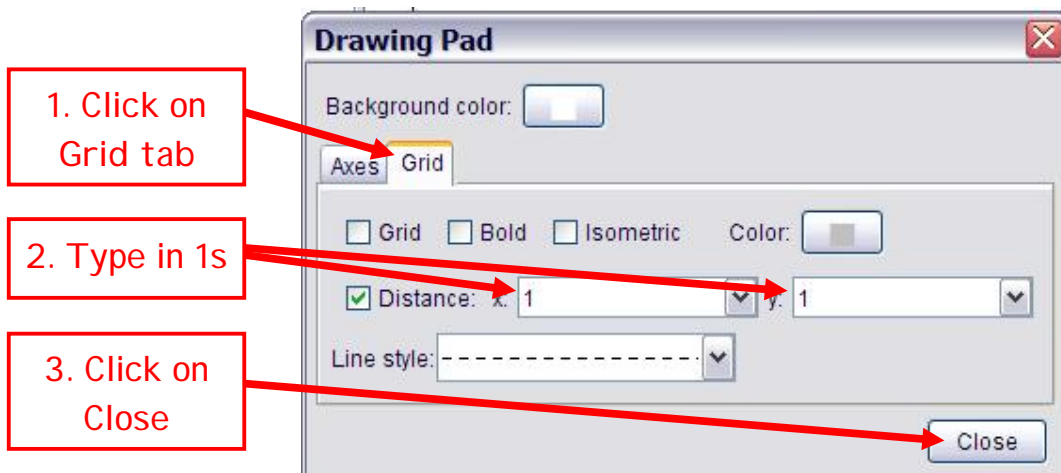 Drawing Pad
1. Click on
Grid tab
Background color:
Axes Grid
Grid Bold Isometric Color:
2. Type in 1s
Distance: x: 1 y: 1
Line style:
3. Click on
Close
Close